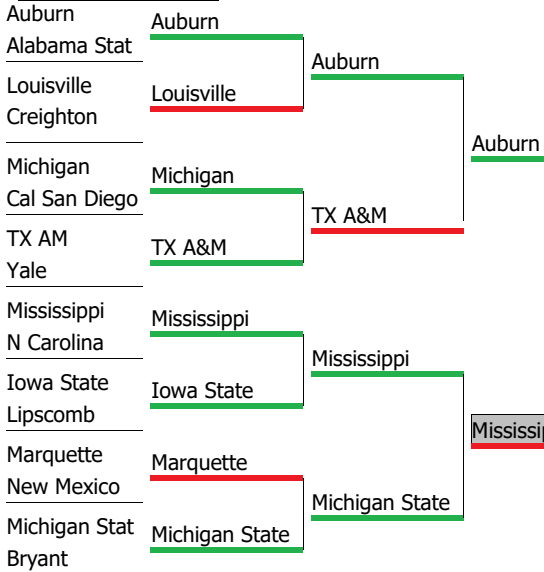 Auburn
Alabama Stat
Louisville
Creighton
Michigan
Cal San Diego
TX AM
Yale
Mississippi
N Carolina
Iowa State
Lipscomb
Marquette
New Mexico
Michigan Stat
Bryant
Auburn
Louisville
Michigan
TX A&M
Mississippi
Iowa State
Marquette
Michigan State
Auburn
TX A&M
Mississippi
Michigan State
Auburn